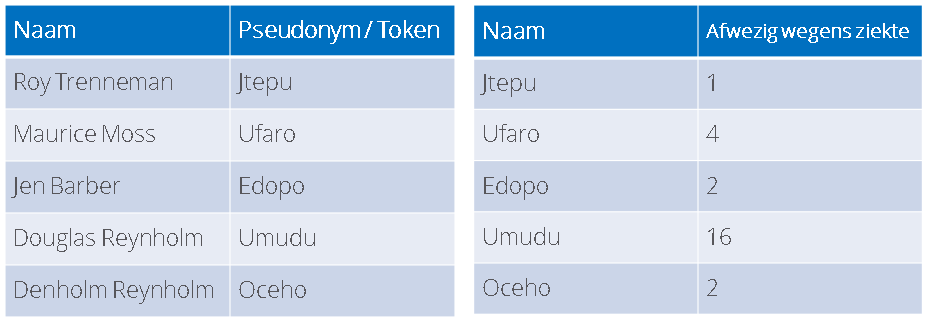 Naam Pseudonym / Token
Roy Trenneman Jtepu
Maurice Moss Ufaro
Jen Barber Edopo
Douglas Reynholm Umudu
Denholm Reynholm Oceho
Naam Afwezig wegens ziekte
Jtepu 1
Ufaro 4
Edopo 2
Umudu 16
Oceho 2